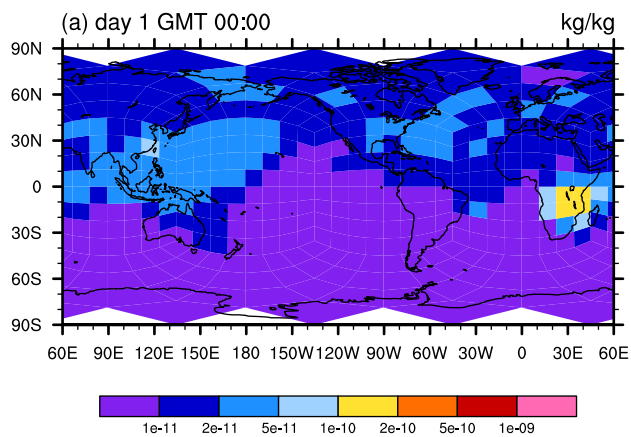 (a) day 1 GMT 00:00 kg/kg
90N
60N
30N
0
30S
60S
90S
60E 90E 120E 150E 180 150W 120W 90W 60W 30W 0 30E 60E
1e-11 2e-11 5e-11 1e-10 2e-10 5e-10 1e-09